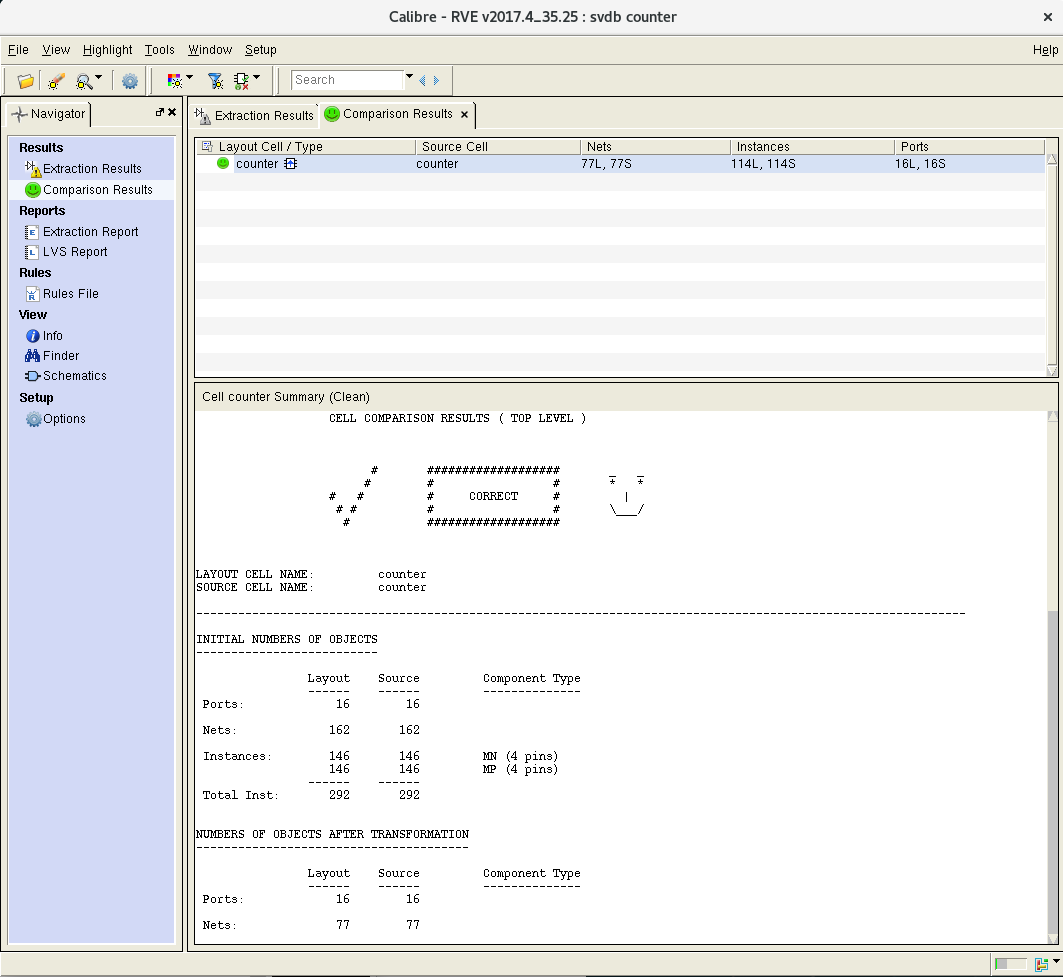 Calibre - RVE v2017.4_35.25 : svdb counter
File View Highlight Tools Window Setup Help
Search
Navigator
Results
Extraction Results
Comparison Results
Reports
Extraction Report
LVS Report
Rules
Rules File
View
Info
Finder
Schematics
Setup
Options
Extraction Results Comparison Results
Layout Cell / Type Source Cell Nets Instances Ports
counter counter 77L, 77S 114L, 114S 16L, 16S
Cell counter Summary (Clean)
CELL COMPARISON RESULTS ( TOP LEVEL )
# ################### _ _
# # # * *
# # # CORRECT # |
# # # # \___/
# ###################
LAYOUT CELL NAME: counter
SOURCE CELL NAME: counter
--------------------------------------------------------------------------------------------------------------
INITIAL NUMBERS OF OBJECTS
--------------------------
Layout Source Component Type
------ ------ --------------
Ports: 16 16
Nets: 162 162
Instances: 146 146 MN (4 pins)
146 146 MP (4 pins)
------ ------
Total Inst: 292 292
NUMBERS OF OBJECTS AFTER TRANSFORMATION
---------------------------------------
Layout Source Component Type
------ ------ --------------
Ports: 16 16
Nets: 77 77